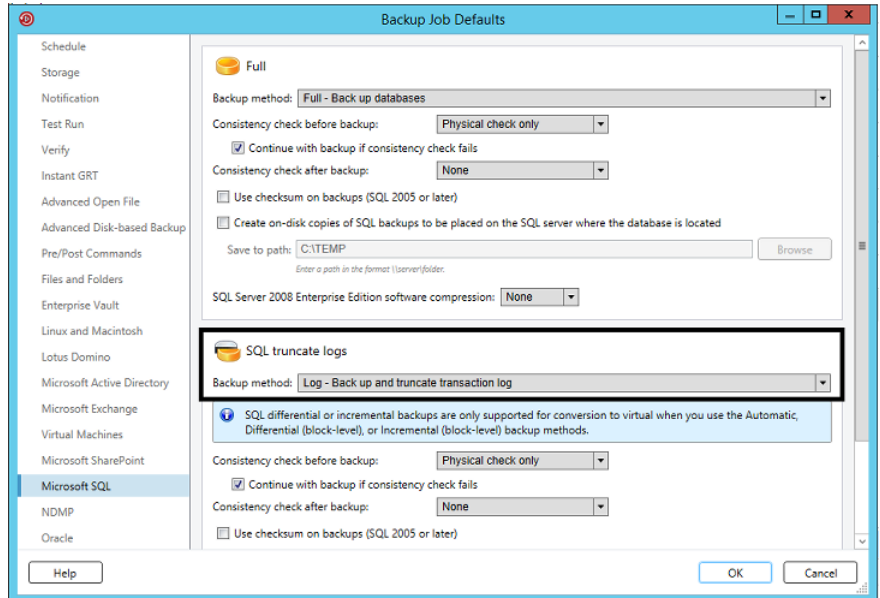 Backup Job Defaults
Schedule
Storage
Notification
Test Run
Verify
Instant GRT
Advanced Open File
Advanced Disk-based Backup
Pre/Post Commands
Files and Folders
Enterprise Vault
Linux and Macintosh
Lotus Domino
Microsoft Active Directory
Microsoft Exchange
Virtual Machines
Microsoft SharePoint
Microsoft SQL
NDMP
Oracle
Full
Backup method: Full - Back up databases
Consistency check before backup: Physical check only
Continue with backup if consistency check fails
Consistency check after backup: None
Use checksum on backups (SQL 2005 or later)
Create on-disk copies of SQL backups to be placed on the SQL server where the database is located
Save to path: C:\TEMP Browse
Enter a path in the format \\server\folder.
SQL Server 2008 Enterprise Edition software compression: None
SQL truncate logs
Backup method: Log - Back up and truncate transaction log
SQL differential or incremental backups are only supported for conversion to virtual when you use the Automatic,
Differential (block-level), or Incremental (block-level) backup methods.
Consistency check before backup: Physical check only
Continue with backup if consistency check fails
Consistency check after backup: None
Use checksum on backups (SQL 2005 or later)
Help OK Cancel